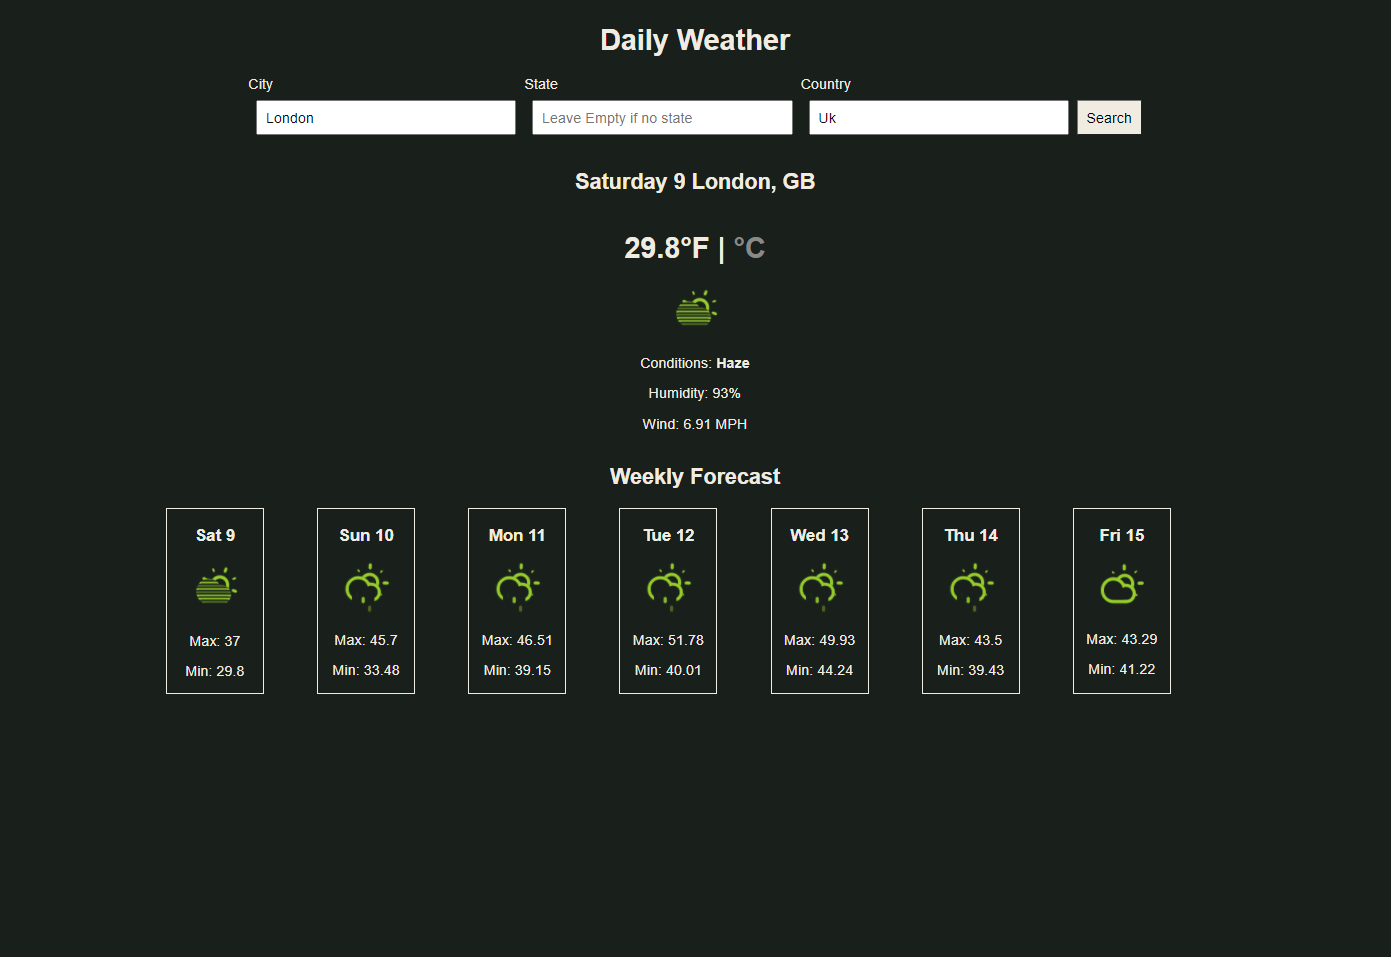 Daily Weather
City State Country
London Leave Empty if no state Uk Search
Saturday 9 London, GB
29.8°F | °C
Conditions: Haze
Humidity: 93%
Wind: 6.91 MPH
Weekly Forecast
Sat 9 Sun 10 Mon 11 Tue 12 Wed 13 Thu 14 Fri 15
Max: 37 Max: 45.7 Max: 46.51 Max: 51.78 Max: 49.93 Max: 43.5 Max: 43.29
Min: 29.8 Min: 33.48 Min: 39.15 Min: 40.01 Min: 44.24 Min: 39.43 Min: 41.22